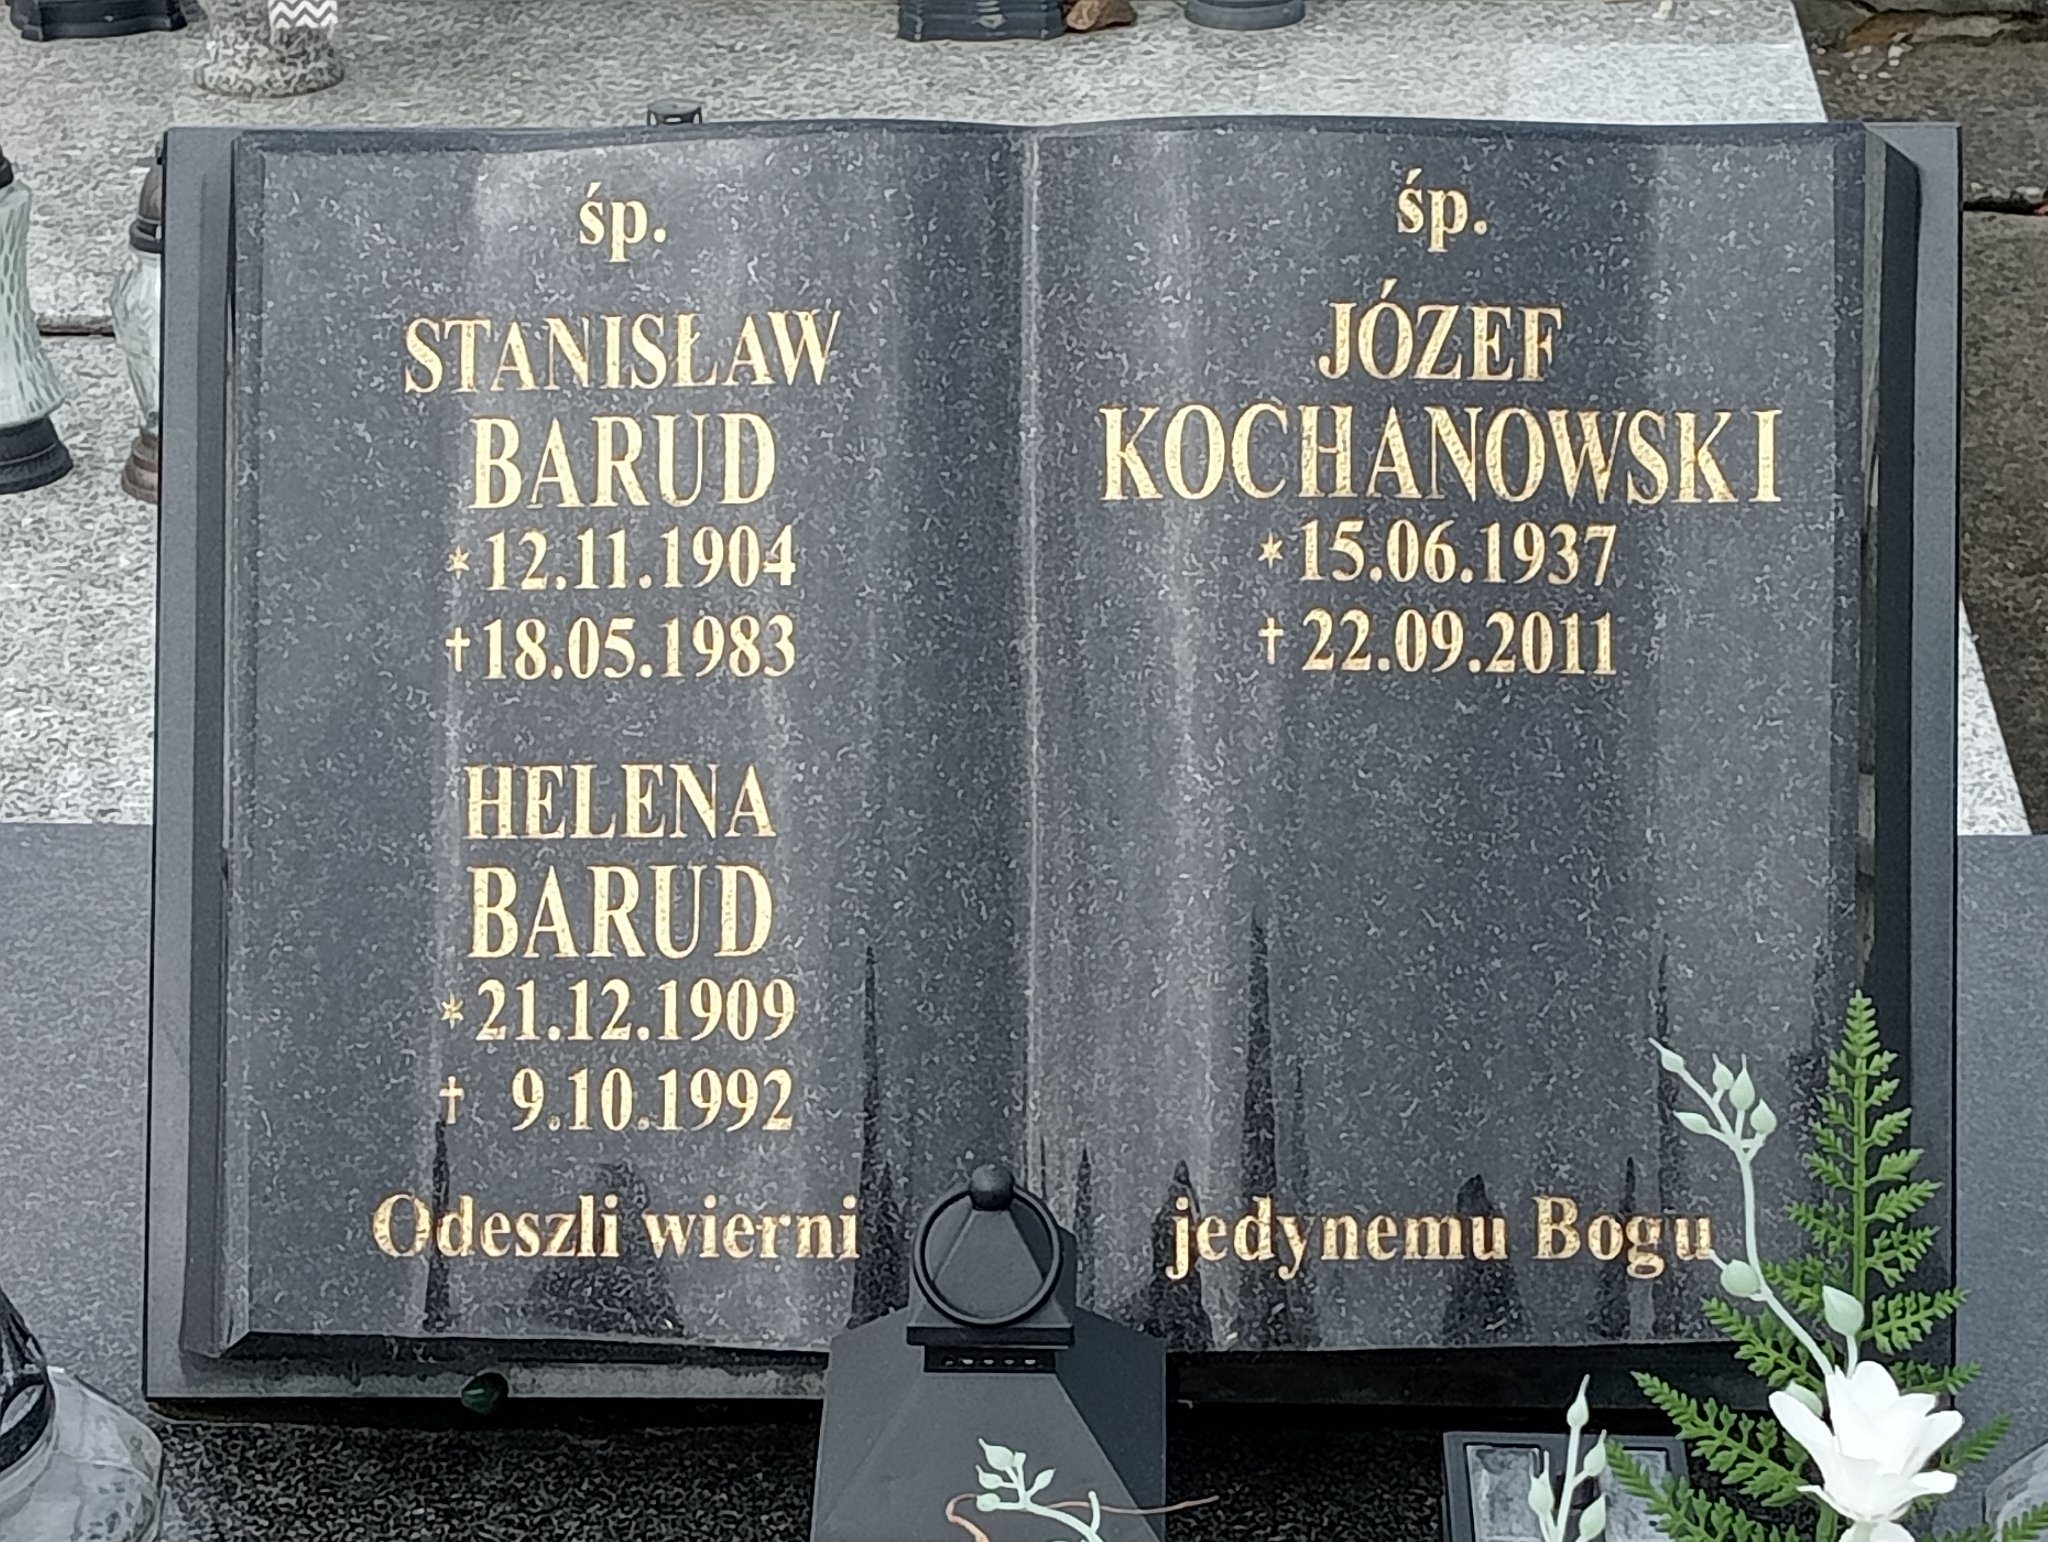 śp.
STANISŁAW
BARUD
*12.11.1904
†18.05.1983
HELENA
BARUD
*21.12.1909
† 9.10.1992
Odeszli wierni
śp.
JÓZEF
KOCHANOWSKI
*15.06.1937
†22.09.2011
jedynemu Bogu